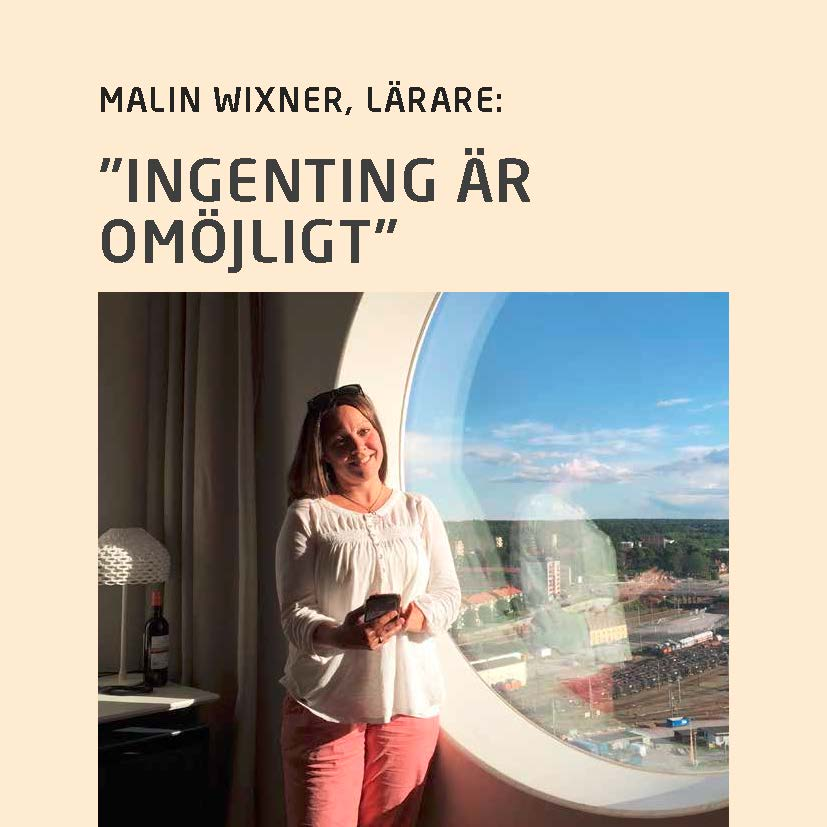 MALIN WIXNER, LÄRARE:
”INGENTING ÄR
OMÖJLIGT”